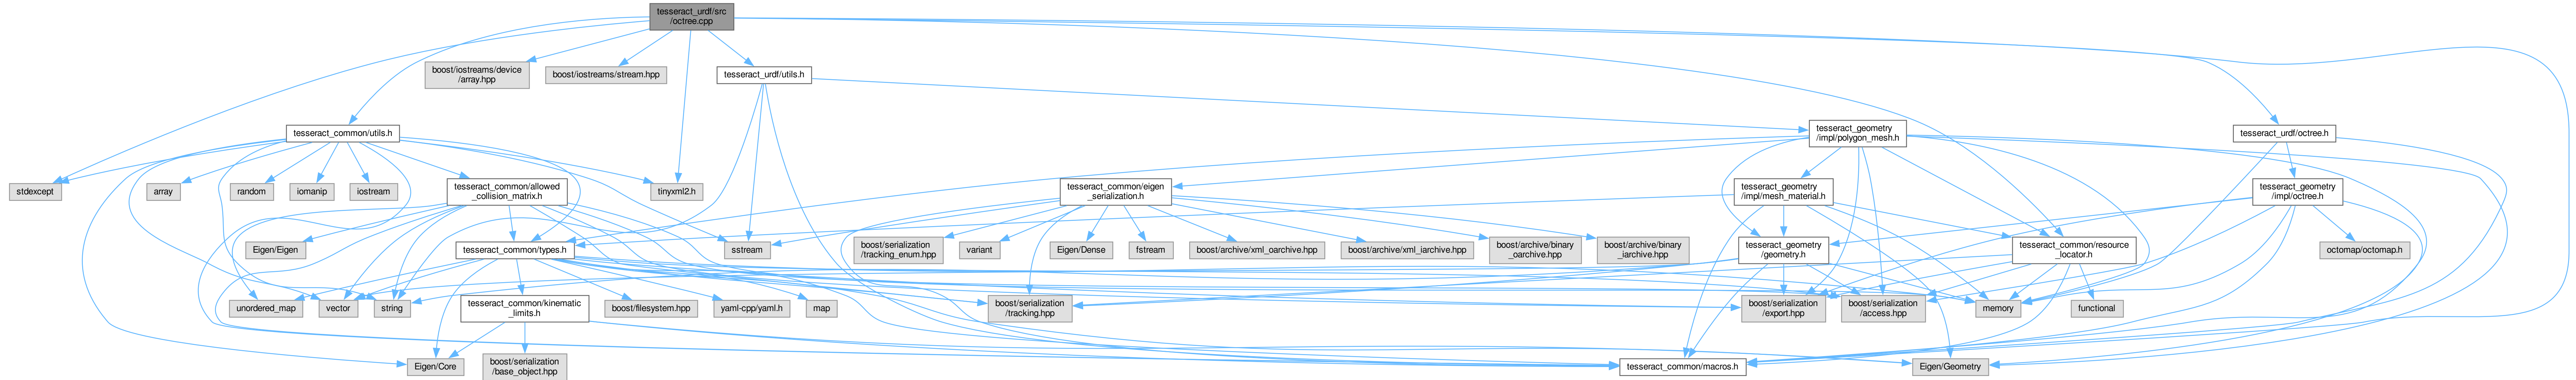 tesseract_urdf/src
/octree.cpp
boost/iostreams/device
/array.hpp
boost/iostreams/stream.hpp
tesseract_urdf/utils.h
tesseract_common/utils.h
tesseract_geometry
/impl/polygon_mesh.h
tesseract_urdf/octree.h
stdexcept
array
random
iomanip
iostream
tesseract_common/allowed
_collision_matrix.h
tinyxml2.h
tesseract_common/eigen
_serialization.h
tesseract_geometry
/impl/mesh_material.h
tesseract_geometry
/impl/octree.h
Eigen/Eigen
tesseract_common/types.h
sstream
boost/serialization
/tracking_enum.hpp
variant
Eigen/Dense
fstream
boost/archive/xml_oarchive.hpp
boost/archive/xml_iarchive.hpp
boost/archive/binary
_oarchive.hpp
boost/archive/binary
_iarchive.hpp
tesseract_geometry
/geometry.h
tesseract_common/resource
_locator.h
octomap/octomap.h
unordered_map
vector
string
tesseract_common/kinematic
_limits.h
boost/filesystem.hpp
yaml-cpp/yaml.h
map
boost/serialization
/tracking.hpp
boost/serialization
/export.hpp
boost/serialization
/access.hpp
memory
functional
Eigen/Core
boost/serialization
/base_object.hpp
tesseract_common/macros.h
Eigen/Geometry